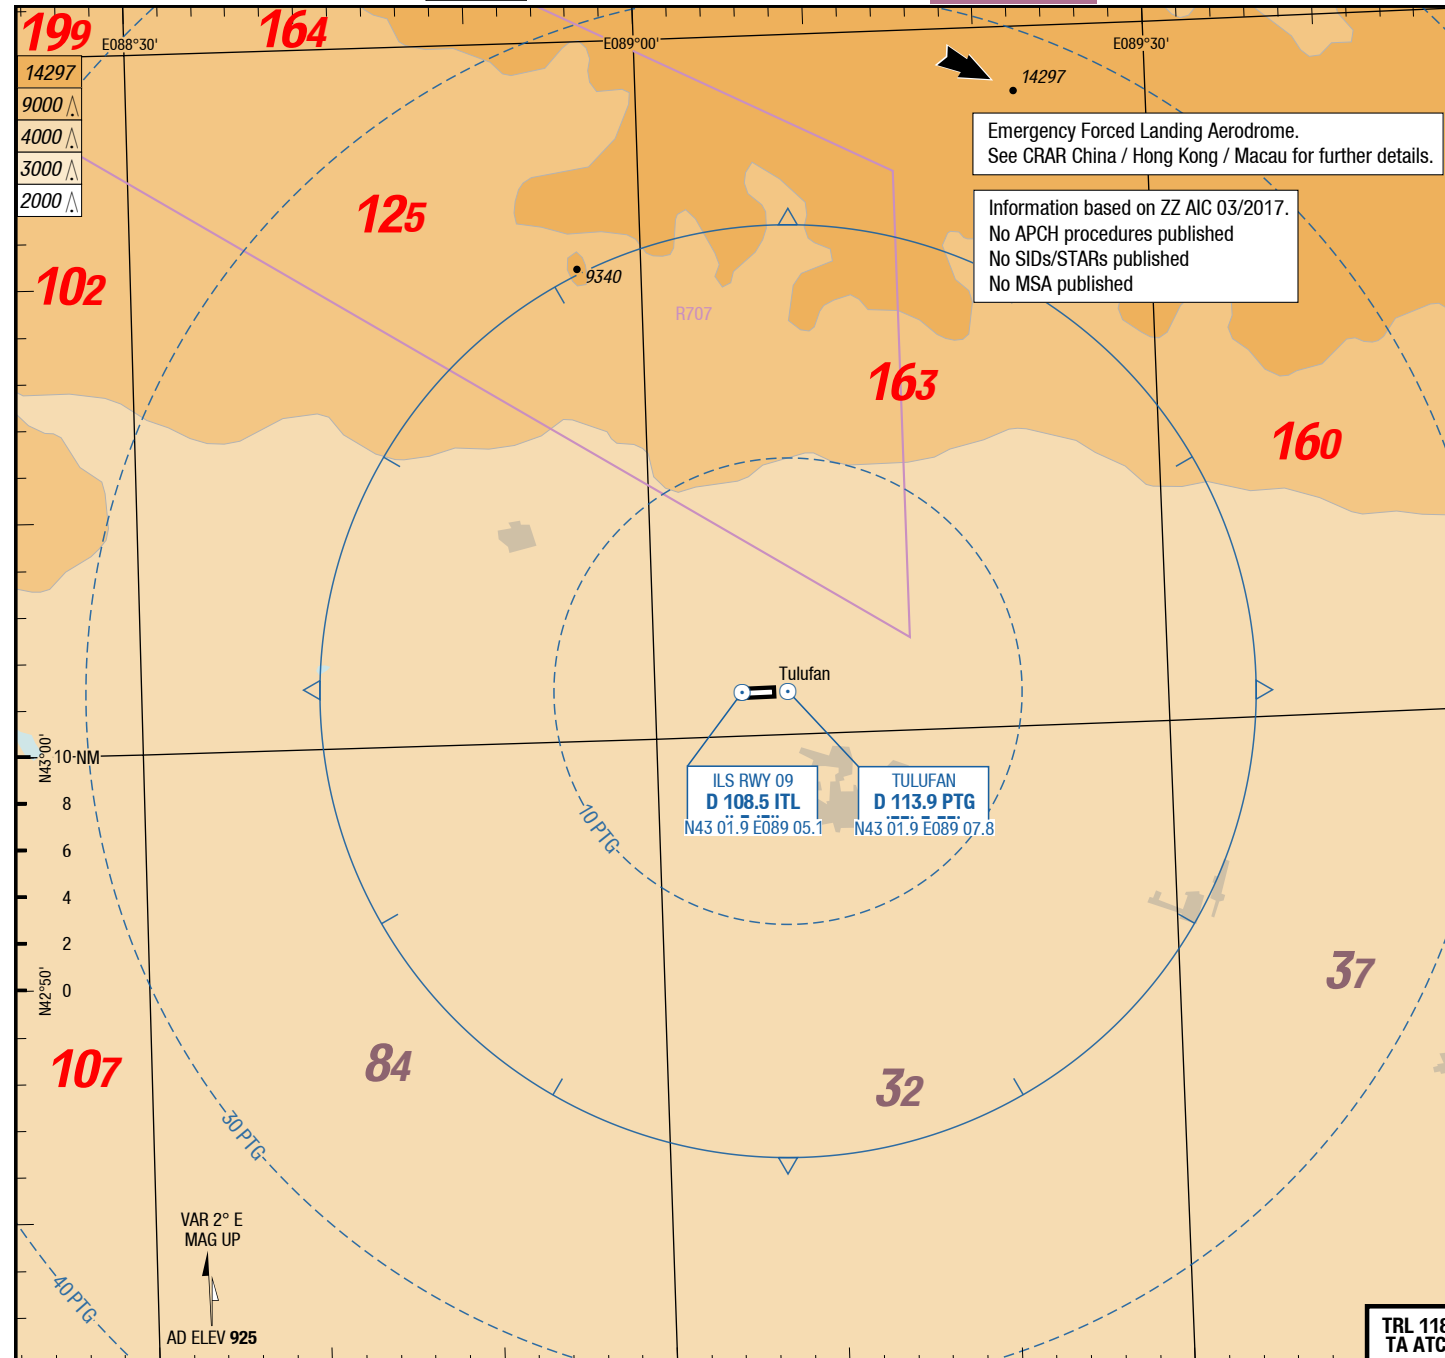 199
164
E088°30'
E089°00'
E089°30'
14297
9000
4000
3000
2000
14297
Emergency Forced Landing Aerodrome.
See CRAR China / Hong Kong / Macau for further details.
Information based on ZZ AIC 03/2017.
No APCH procedures published
No SIDs/STARs published
No MSA published
125
102
9340
R707
163
160
Tulufan
N43°00'
10 NM
8
6
4
2
0
N42°50'
ILS RWY 09
D 108.5 ITL
N43 01.9 E089 05.1
TULUFAN
D 113.9 PTG
N43 01.9 E089 07.8
10 PTG
37
84
32
107
30 PTG
VAR 2° E
MAG UP
40 PTG
AD ELEV 925
TRL 118
TA ATC